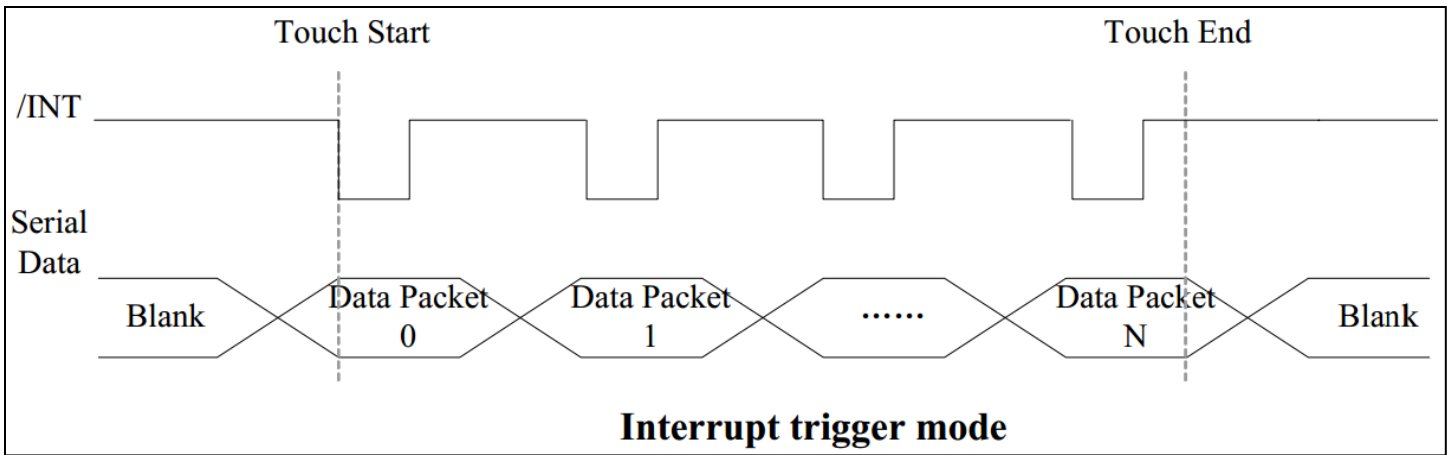 Touch Start
Touch End
/INT
Serial
Data
Blank
Data Packet
0
Data Packet
1
......
Data Packet
N
Blank
Interrupt trigger mode